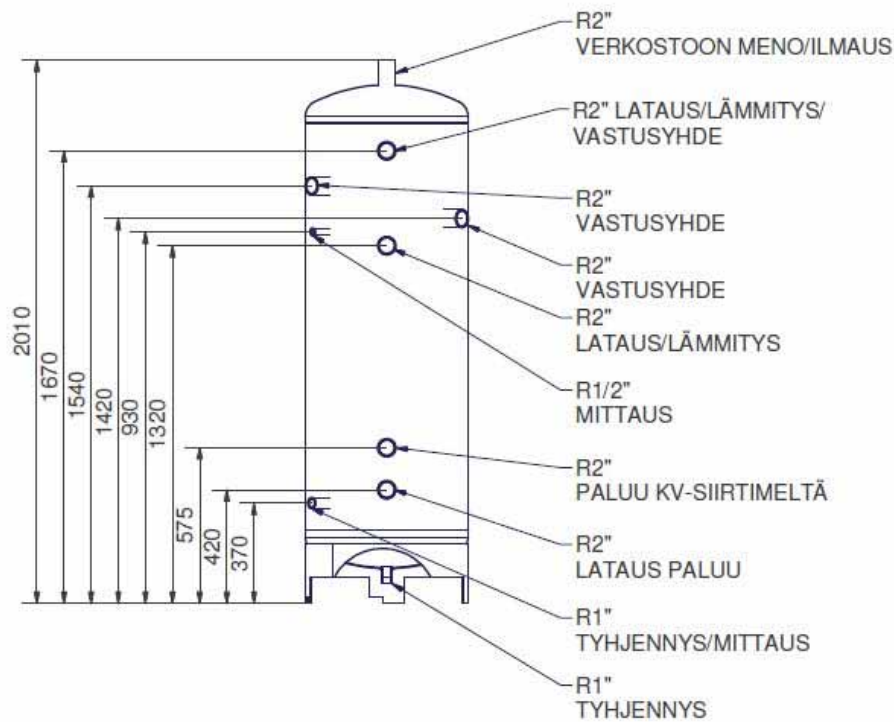 R2"
VERKOSTOON MENO/ILMAUS
R2" LATAUS/LÄMMITYS/
VASTUSYHDE
R2"
VASTUSYHDE
R2"
VASTUSYHDE
R2"
LATAUS/LÄMMITYS
R1/2"
MITTAUS
R2"
PALUU KV-SIIRTIMELTÄ
R2"
LATAUS PALUU
R1"
TYHJENNYS/MITTAUS
R1"
TYHJENNYS
2010
1670
1540
1420
930
1320
575
420
370